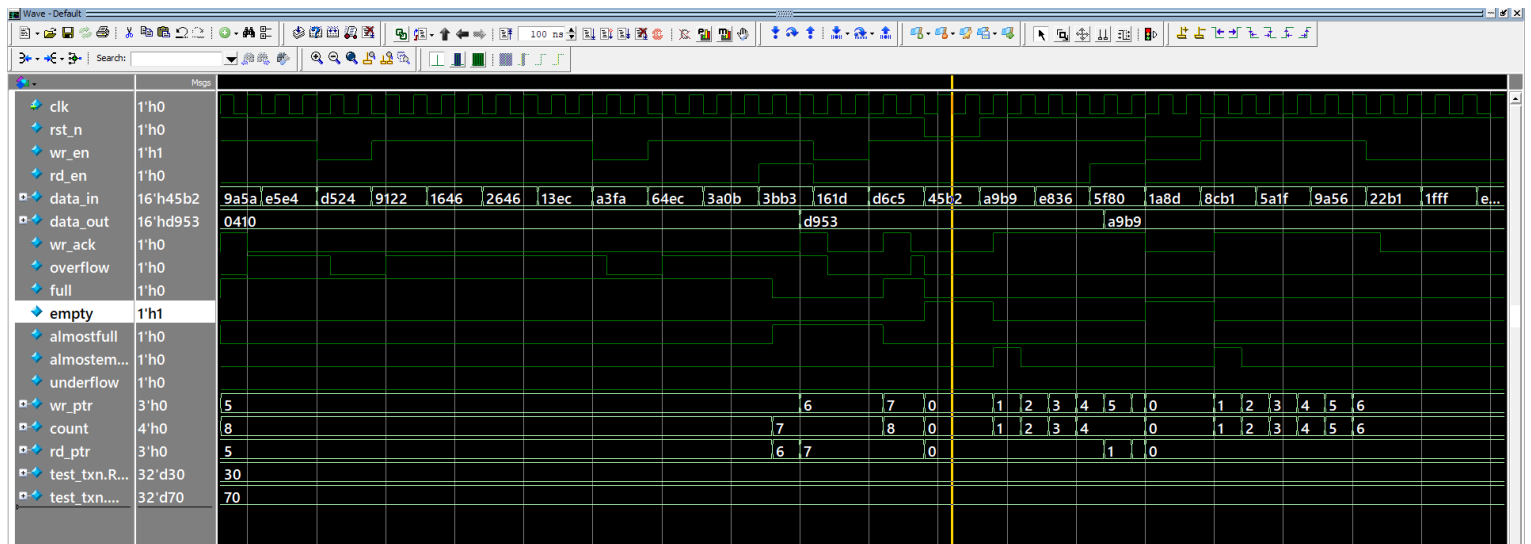 Wave - Default
100 ns
Search:
Msgs
clk 1'h0
rst_n 1'h0
wr_en 1'h1
rd_en 1'h0
data_in 16'h45b2 9a5a e5e4 d524 9122 1646 2646 13ec a3fa 64ec 3a0b 3bb3 161d d6c5 45b2 a9b9 e836 5f80 1a8d 8cb1 5a1f 9a56 22b1 1fff e...
data_out 16'hd953 0410 d953 a9b9
wr_ack 1'h0
overflow 1'h0
full 1'h0
empty 1'h1
almostfull 1'h0
almostem... 1'h0
underflow 1'h0
wr_ptr 3'h0 5 6 7 0 1 2 3 4 5 0 1 2 3 4 5 6
count 4'h0 8 7 8 0 1 2 3 4 0 1 2 3 4 5 6
rd_ptr 3'h0 5 6 7 0 1 0
test_txn.R... 32'd30 30
test_txn.... 32'd70 70